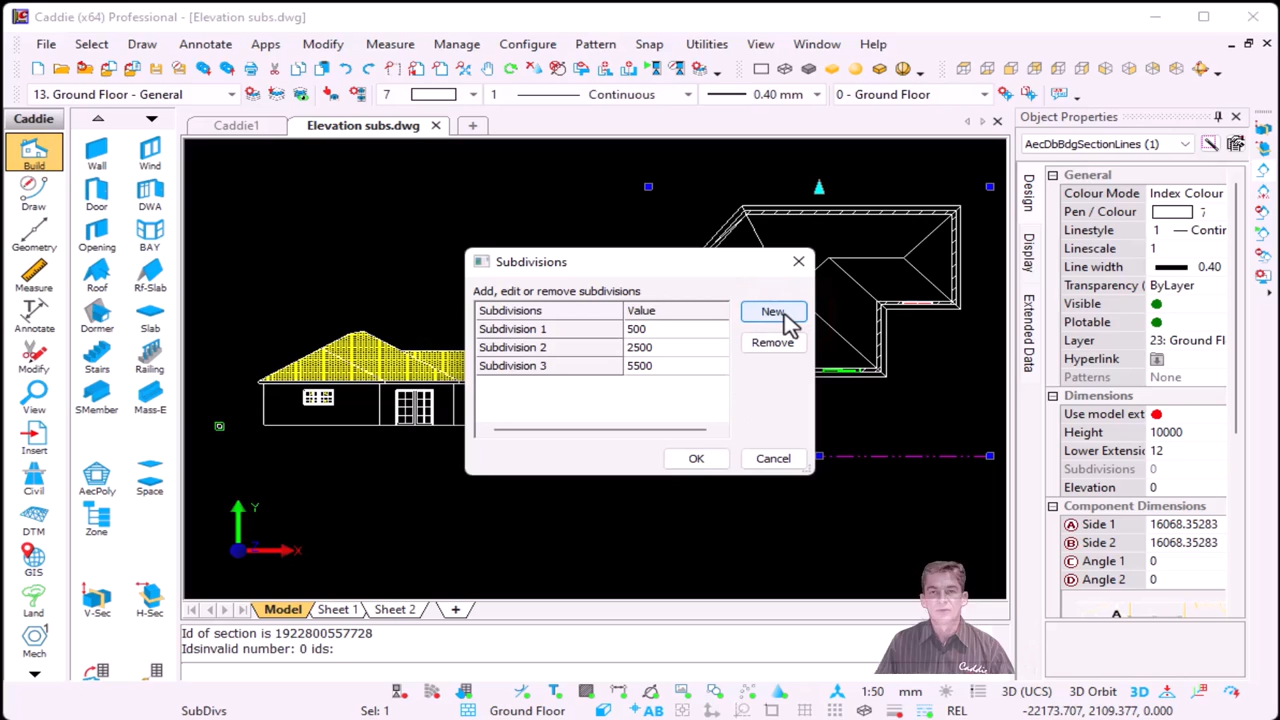 Caddie (x64) Professional - [Elevation subs.dwg]
File Select Draw Annotate Apps Modify Measure Manage Configure Pattern Snap Utilities View Window Help
13. Ground Floor - General 7 1 Continuous 0.40 mm 0 - Ground Floor
Caddie
Build
Draw
Geometry
Measure
Annotate
Modify
View
Insert
Civil
DTM
GIS
Land
Mech
Wall Wind
Door DWA
Opening BAY
Roof Rf-Slab
Dormer Slab
Stairs Railing
SMember Mass-E
AecPoly Space
Zone
V-Sec H-Sec
Caddie1 Elevation subs.dwg
Subdivisions
Add, edit or remove subdivisions
Subdivisions Value
Subdivision 1 500
Subdivision 2 2500
Subdivision 3 5500
New
Remove
OK Cancel
Y
X
Z
Model Sheet 1 Sheet 2
Id of section is 1922800557728
Idsinvalid number: 0 ids:
Caddie
Object Properties
AecDbBdgSectionLines (1)
Design
Display
Extended Data
General
Colour Mode Index Colour
Pen / Colour 7
Linestyle 1 Contir
Linescale 1
Line width 0.40
Transparency ( ByLayer
Visible
Plotable
Layer 23: Ground Fl
Hyperlink
Patterns None
Dimensions
Use model ext
Height 10000
Lower Extensio 12
Subdivisions 0
Elevation 0
Component Dimensions
A Side 1 16068.35283
B Side 2 16068.35283
C Angle 1 0
D Angle 2 0
A
1:50 mm 3D (UCS) 3D Orbit 3D
SubDivs Sel: 1 Ground Floor AB REL -22173.707, 2109.377, 0.000